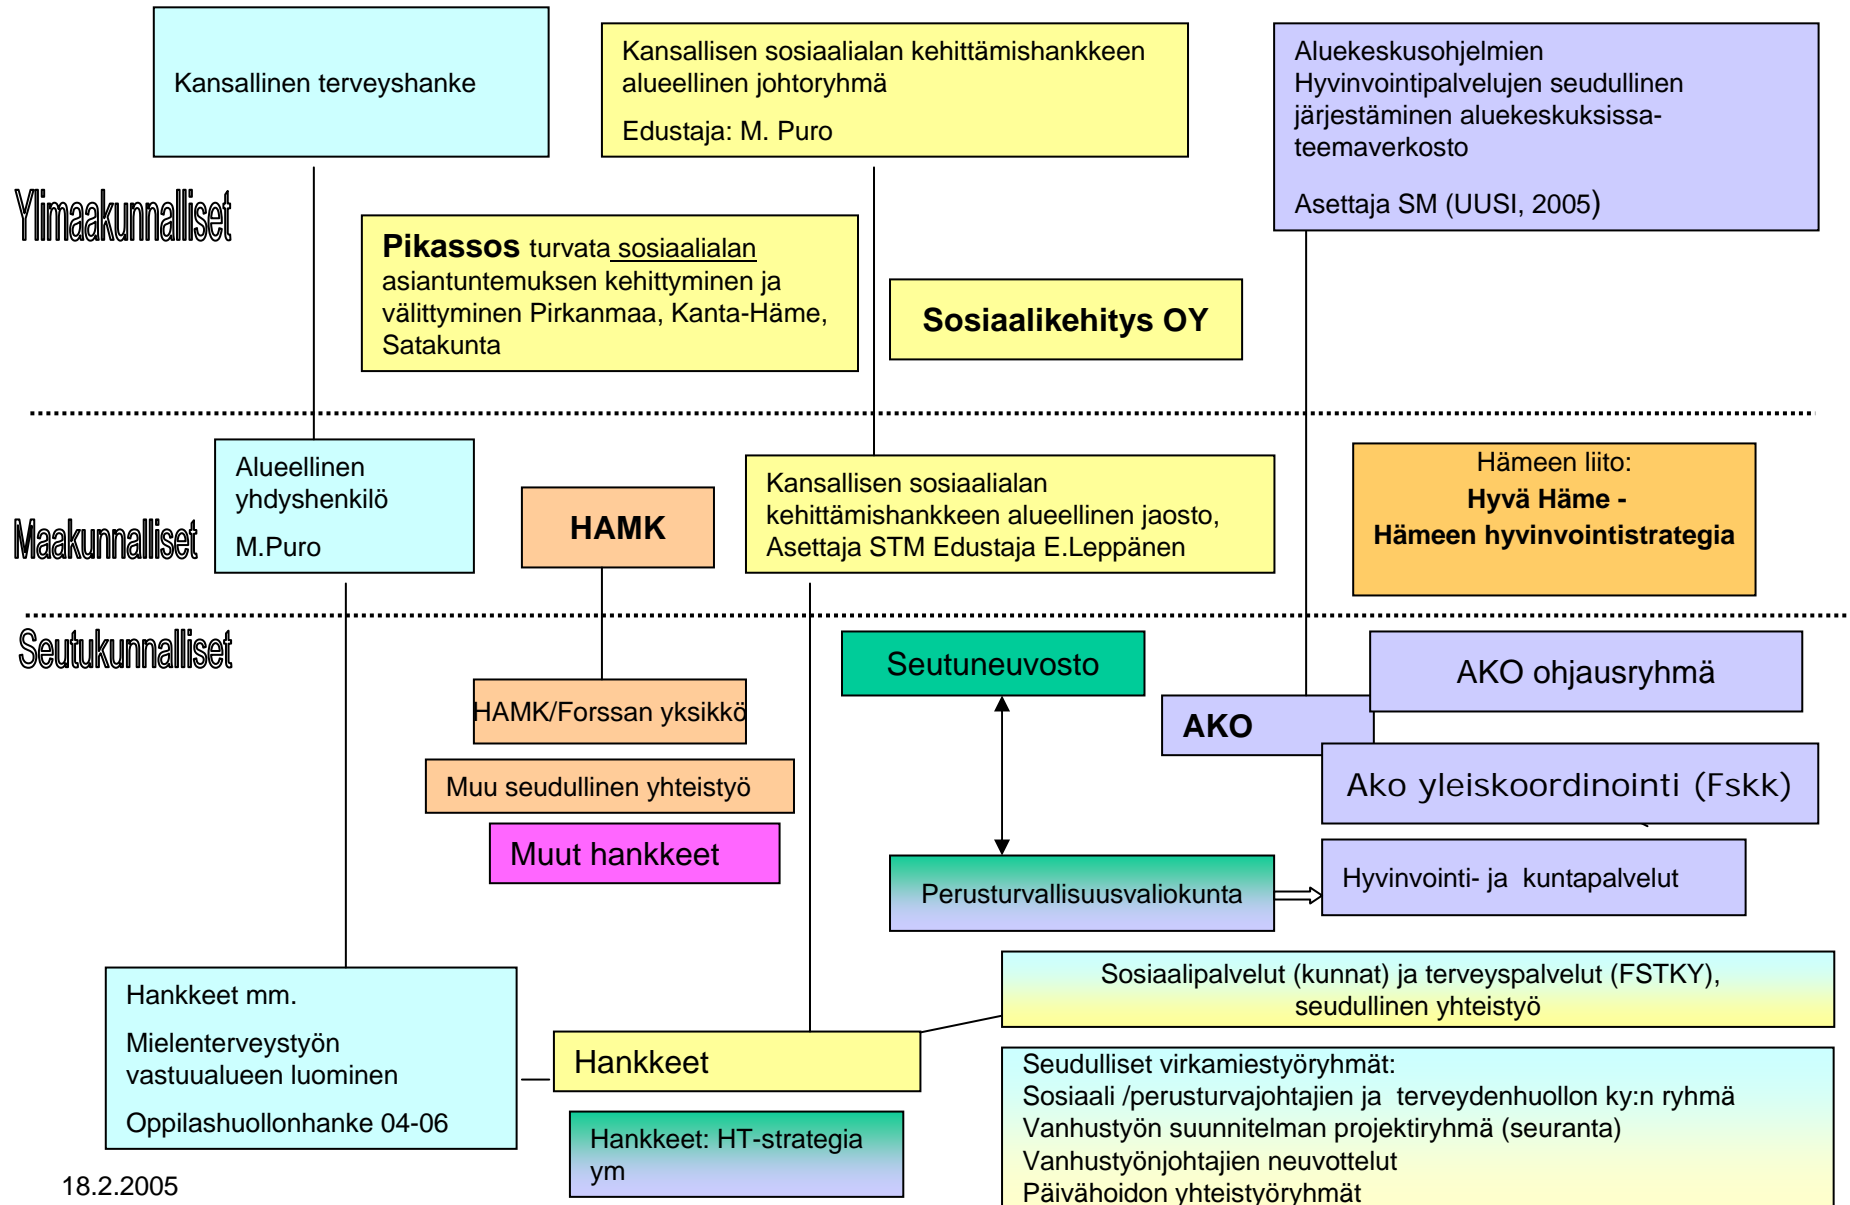 Kansallinen terveyshanke
Kansallisen sosiaalialan kehittämishankkeen
alueellinen johtoryhmä
Edustaja: M. Puro
Aluekeskusohjelmien
Hyvinvointipalvelujen seudullinen
järjestäminen aluekeskuksissa-
teemaverkosto
Asettaja SM (UUSI, 2005)
Ylimaakunnalliset
Pikassos turvata sosiaalialan
asiantuntemuksen kehittyminen ja
välittyminen Pirkanmaa, Kanta-Häme,
Satakunta
Sosiaalikehitys OY
Maakunnalliset
Alueellinen
yhdyshenkilö
M.Puro
HAMK
Kansallisen sosiaalialan
kehittämishankkeen alueellinen jaosto,
Asettaja STM Edustaja E.Leppänen
Hämeen liito:
Hyvä Häme -
Hämeen hyvinvointistrategia
Seutukunnalliset
HAMK/Forssan yksikkö
Muu seudullinen yhteistyö
Muut hankkeet
Seutuneuvosto
AKO
AKO ohjausryhmä
Ako yleiskoordinointi (Fskk)
Perusturvallisuusvaliokunta
Hyvinvointi- ja kuntapalvelut
Hankkeet mm.
Mielenterveystyön
vastuualueen luominen
Oppilashuollonhanke 04-06
Hankkeet
Hankkeet: HT-strategia
ym
Sosiaalipalvelut (kunnat) ja terveyspalvelut (FSTKY),
seudullinen yhteistyö
Seudulliset virkamiestyöryhmät:
Sosiaali /perusturvajohtajien ja terveydenhuollon ky:n ryhmä
Vanhustyön suunnitelman projektiryhmä (seuranta)
Vanhustyönjohtajien neuvottelut
Päivähoidon yhteistyöryhmät
18.2.2005